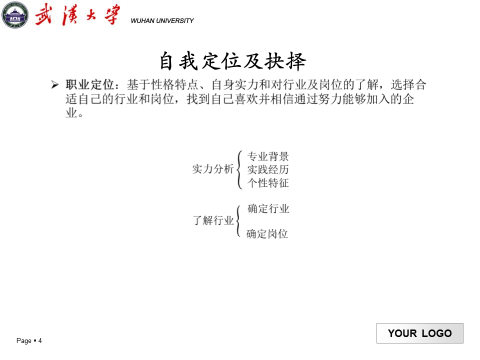 武汉大学 WUHAN UNIVERSITY
自我定位及抉择
➢ 职业定位：基于性格特点、自身实力和对行业及岗位的了解，选择合
适自己的行业和岗位，找到自己喜欢并相信通过努力能够加入的企
业。
专业背景
实力分析 实践经历
个性特征
确定行业
了解行业
确定岗位
YOUR LOGO
Page ▪ 4